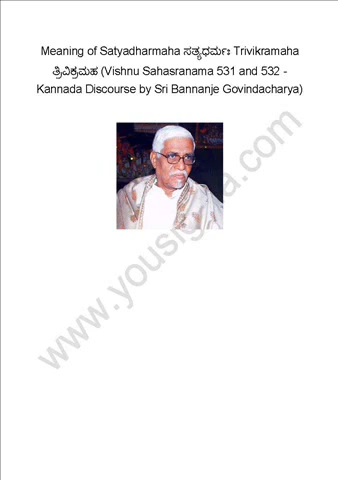 Meaning of Satyadharmaha ಸತ್ಯಧರ್ಮಃ Trivikramaha
ತ್ರಿವಿಕ್ರಮಹ (Vishnu Sahasranama 531 and 532 -
Kannada Discourse by Sri Bannanje Govindacharya)
www.yousigma.com